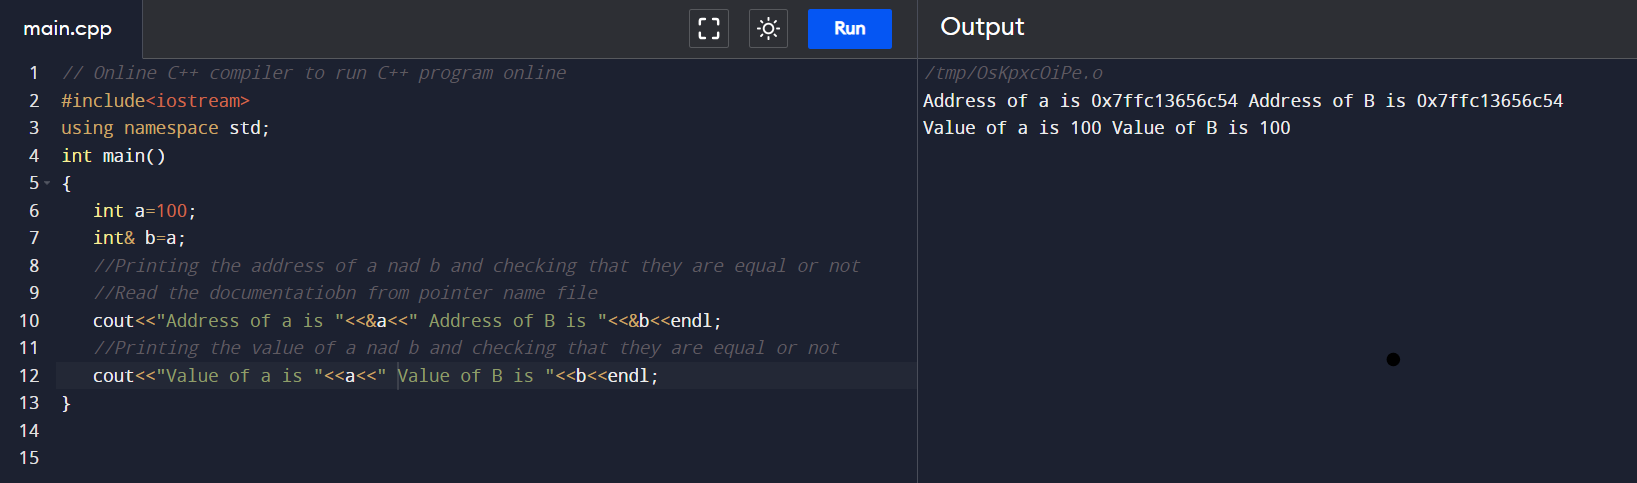 main.cpp
Run
Output
1 // Online C++ compiler to run C++ program online
2 #include<iostream>
3 using namespace std;
4 int main()
5 {
6 int a=100;
7 int& b=a;
8 //Printing the address of a nad b and checking that they are equal or not
9 //Read the documentatiobn from pointer name file
10 cout<<"Address of a is "<<&a<<" Address of B is "<<&b<<endl;
11 //Printing the value of a nad b and checking that they are equal or not
12 cout<<"Value of a is "<<a<<" Value of B is "<<b<<endl;
13 }
14
15
/tmp/OsKpxcOiPe.o
Address of a is 0x7ffc13656c54 Address of B is 0x7ffc13656c54
Value of a is 100 Value of B is 100